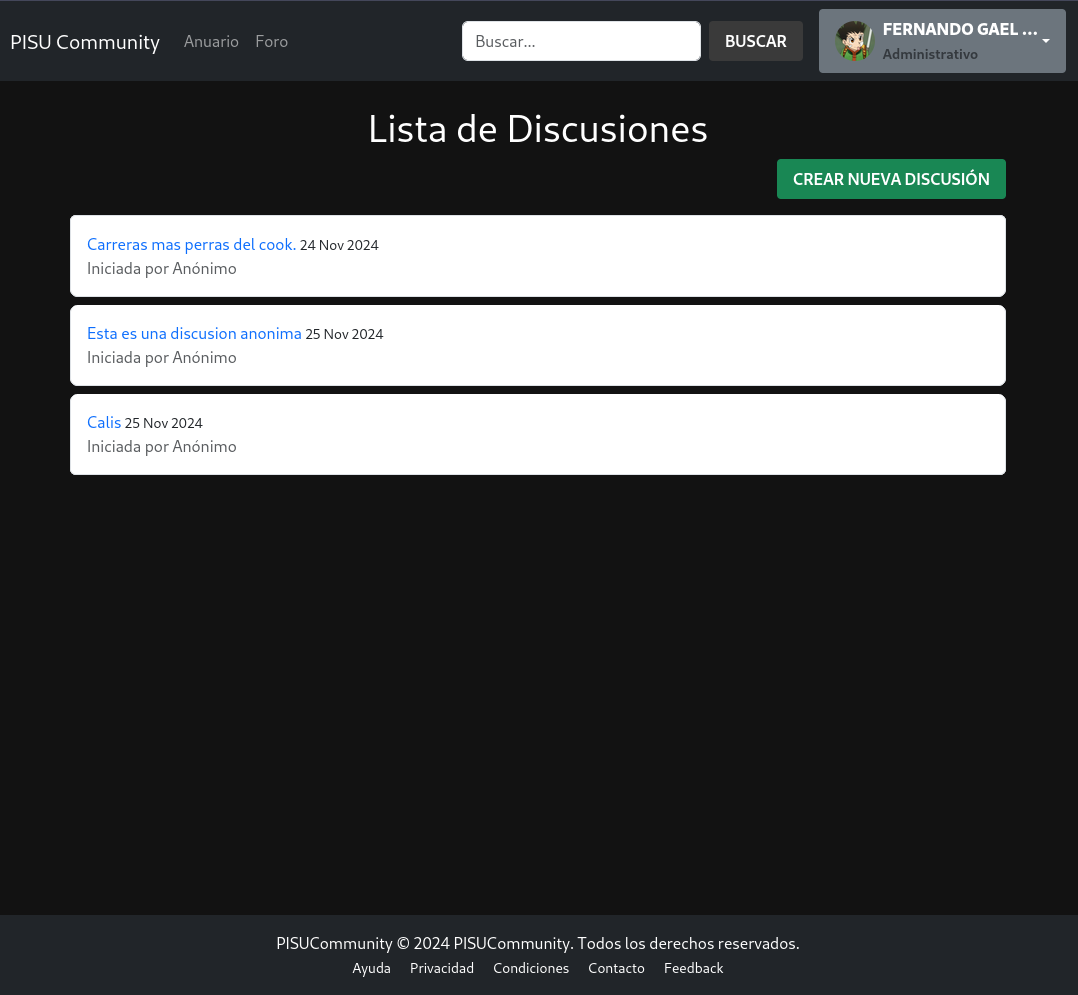 PISU Community Anuario Foro Buscar... BUSCAR FERNANDO GAEL ...
Administrativo
Lista de Discusiones
CREAR NUEVA DISCUSIÓN
Carreras mas perras del cook. 24 Nov 2024
Iniciada por Anónimo
Esta es una discusion anonima 25 Nov 2024
Iniciada por Anónimo
Calis 25 Nov 2024
Iniciada por Anónimo
PISUCommunity © 2024 PISUCommunity. Todos los derechos reservados.
Ayuda Privacidad Condiciones Contacto Feedback